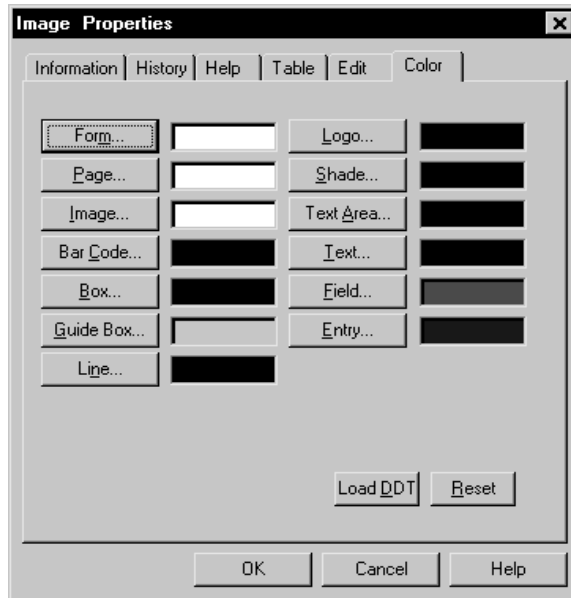 Image Properties
Information History Help Table Edit Color
Form... Logo...
Page... Shade...
Image... Text Area...
Bar Code... Text...
Box... Field...
Guide Box... Entry...
Line...
Load DDT Reset
OK Cancel Help